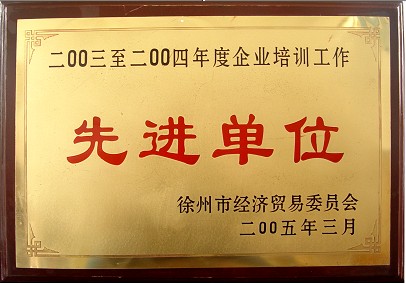 二00三至二00四年度企业培训工作
先进单位
徐州市经济贸易委员会
二00五年三月